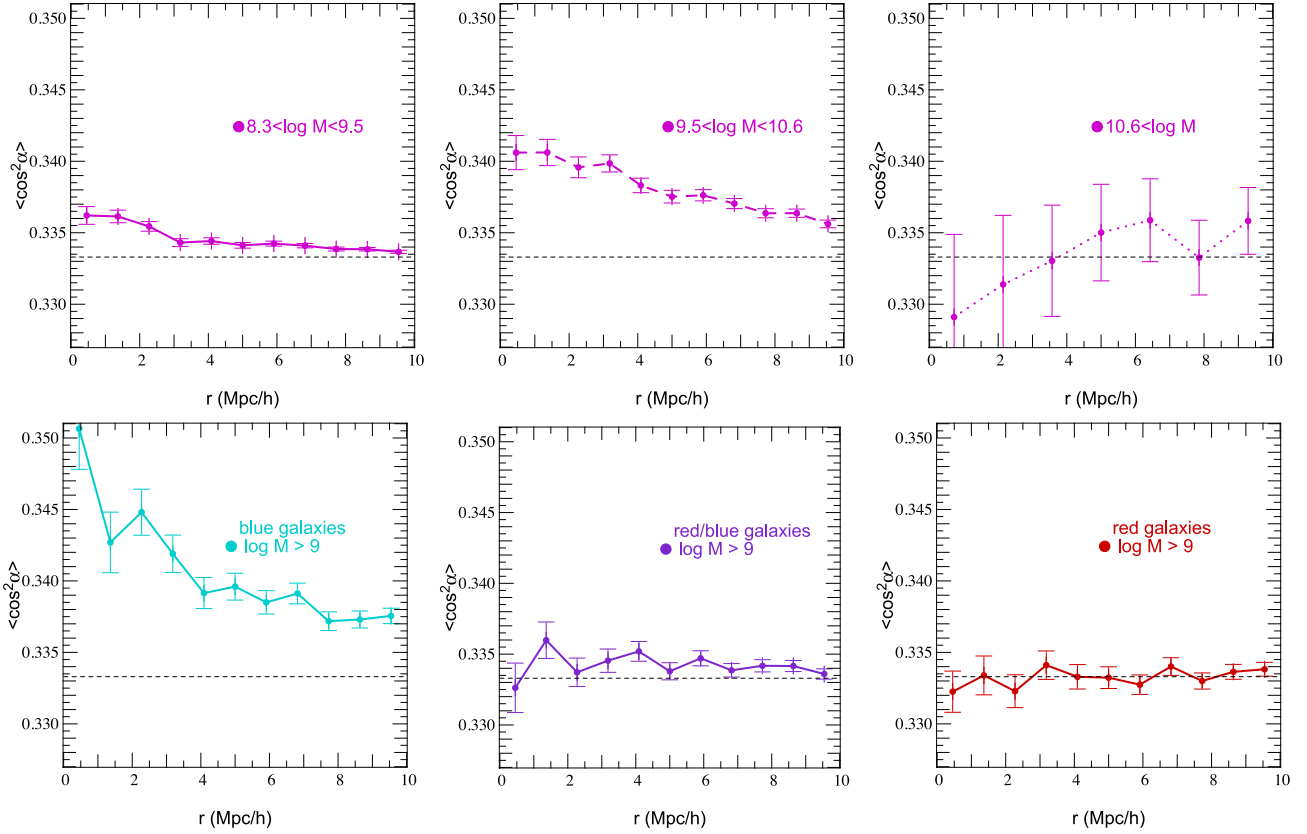 0.350
0.345
0.340
0.335
0.330
<cos²α>
8.3<log M<9.5
0 2 4 6 8 10
r (Mpc/h)
0.350
0.345
0.340
0.335
0.330
<cos²α>
9.5<log M<10.6
0 2 4 6 8 10
r (Mpc/h)
0.350
0.345
0.340
0.335
0.330
<cos²α>
10.6<log M
0 2 4 6 8 10
r (Mpc/h)
0.350
0.345
0.340
0.335
0.330
<cos²α>
blue galaxies
log M > 9
0 2 4 6 8 10
r (Mpc/h)
0.350
0.345
0.340
0.335
0.330
<cos²α>
red/blue galaxies
log M > 9
0 2 4 6 8 10
r (Mpc/h)
0.350
0.345
0.340
0.335
0.330
<cos²α>
red galaxies
log M > 9
0 2 4 6 8 10
r (Mpc/h)